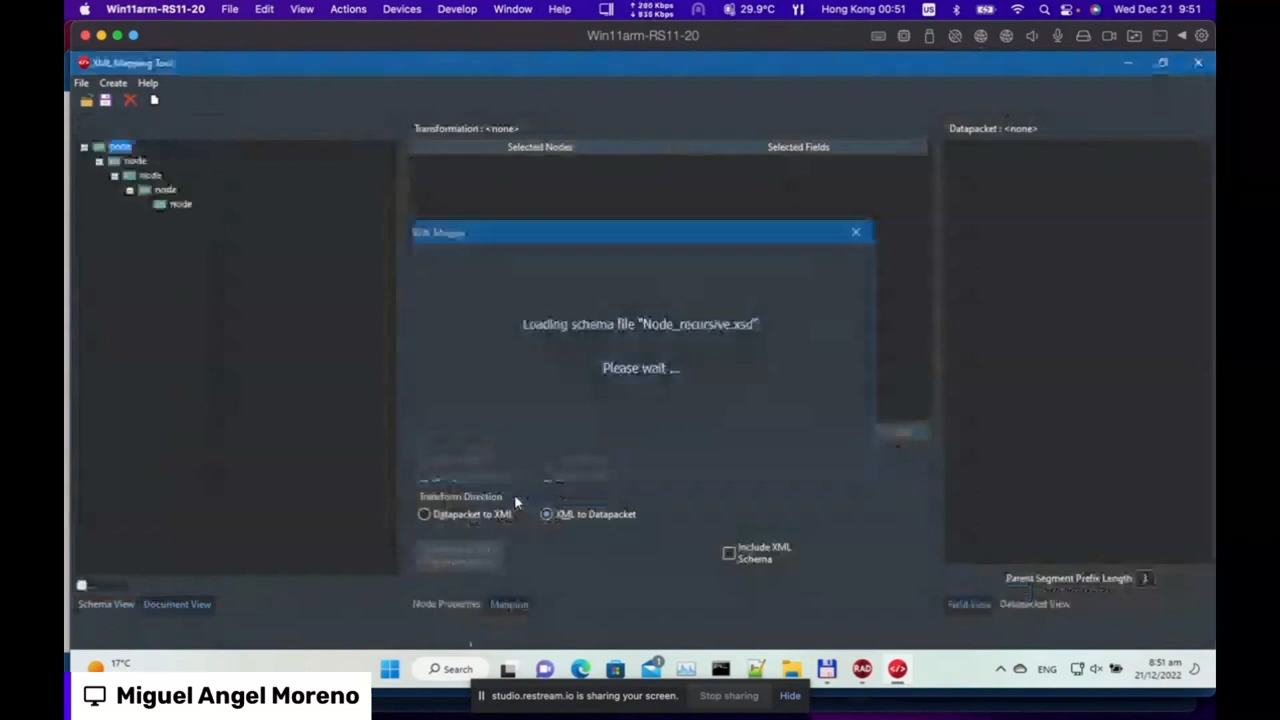 Win11arm-RS11-20 File Edit View Actions Devices Develop Window Help
29.9°C Hong Kong 00:51 US Wed Dec 21 9:51
Win11arm-RS11-20
XML Mapping Tool
File Create Help
Transformation : <none>
Datapacket : <none>
node
Selected Nodes
Selected Fields
node
node
node
node
Loading schema file "Node_recursive.xsd"
Please wait ...
Transform Direction
Datapacket to XML
XML to Datapacket
Include XML
Schema
Parent Segment Prefix Length 3
Schema View Document View
Node Properties Mapping
Field View Datapacket View
17°C
Search
ENG
8:51 am
21/12/2022
studio.restream.io is sharing your screen. Stop sharing Hide
Miguel Angel Moreno